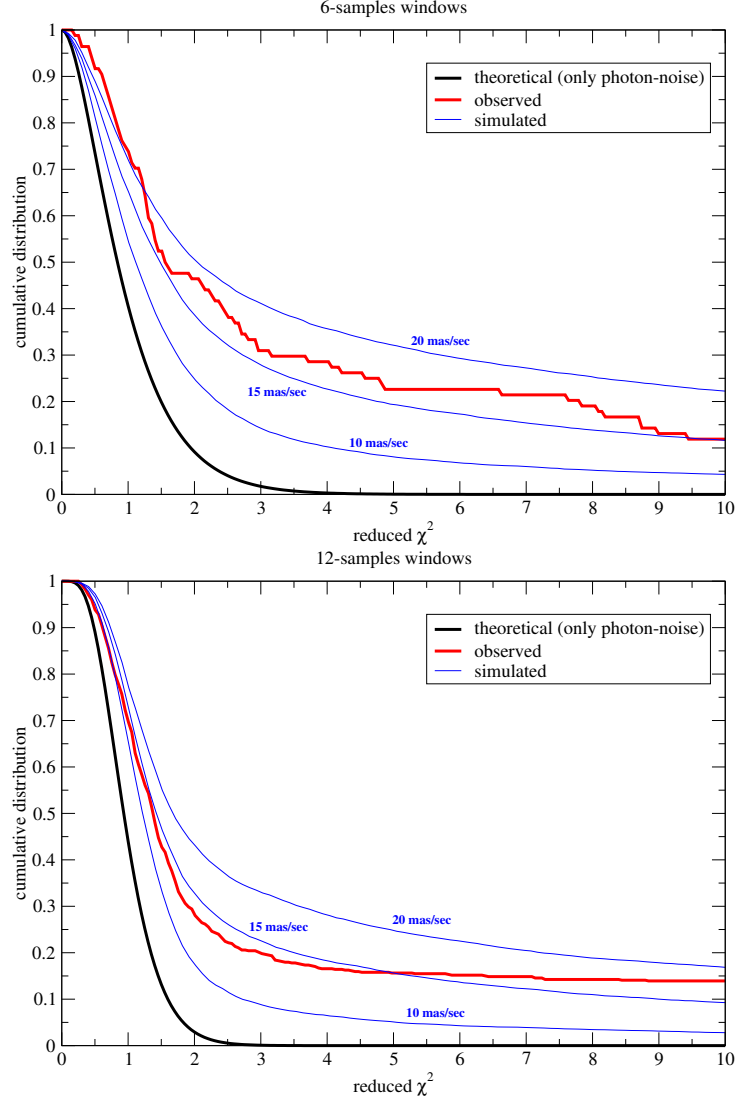 6-samples windows
1
0.9
0.8
0.7
0.6
0.5
0.4
0.3
0.2
0.1
0
cumulative distribution
theoretical (only photon-noise)
observed
simulated
20 mas/sec
15 mas/sec
10 mas/sec
0 1 2 3 4 5 6 7 8 9 10
reduced χ²
12-samples windows
1
0.9
0.8
0.7
0.6
0.5
0.4
0.3
0.2
0.1
0
cumulative distribution
theoretical (only photon-noise)
observed
simulated
20 mas/sec
15 mas/sec
10 mas/sec
0 1 2 3 4 5 6 7 8 9 10
reduced χ²